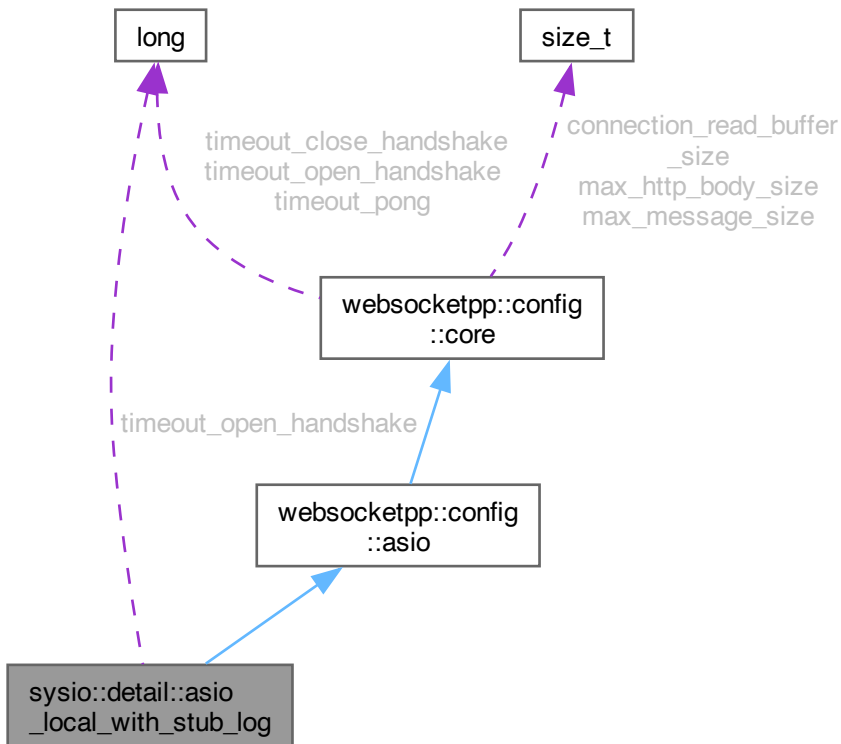 long
size_t
timeout_close_handshake
timeout_open_handshake
timeout_pong
connection_read_buffer
_size
max_http_body_size
max_message_size
websocketpp::config
::core
timeout_open_handshake
websocketpp::config
::asio
sysio::detail::asio
_local_with_stub_log